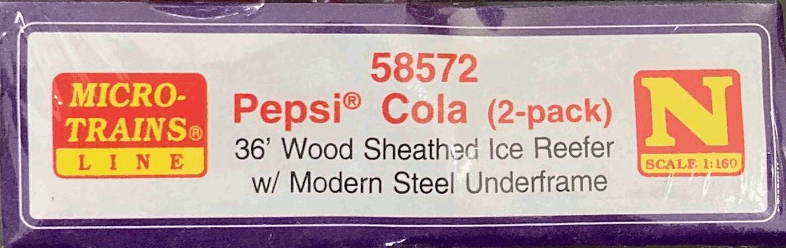 MICRO-
TRAINS®
LINE
58572
Pepsi® Cola (2-pack)
36' Wood Sheathed Ice Reefer
w/ Modern Steel Underframe
N
SCALE 1:160